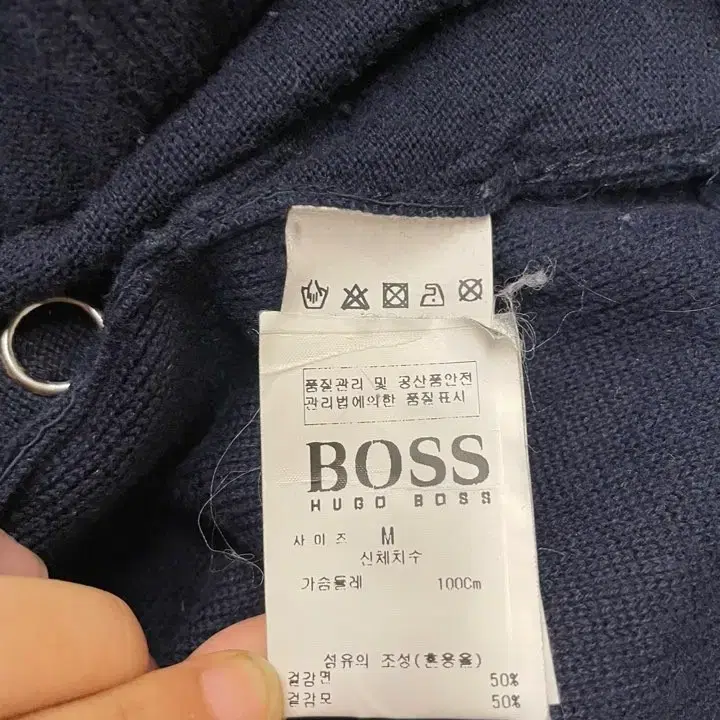 품질관리 및 공산품안전
관리법에의한 품질표시
BOSS
HUGO BOSS
사이즈 M
신체치수
가슴둘레 100Cm
섬유의 조성(혼용율)
겉감면 50%
겉감모 50%